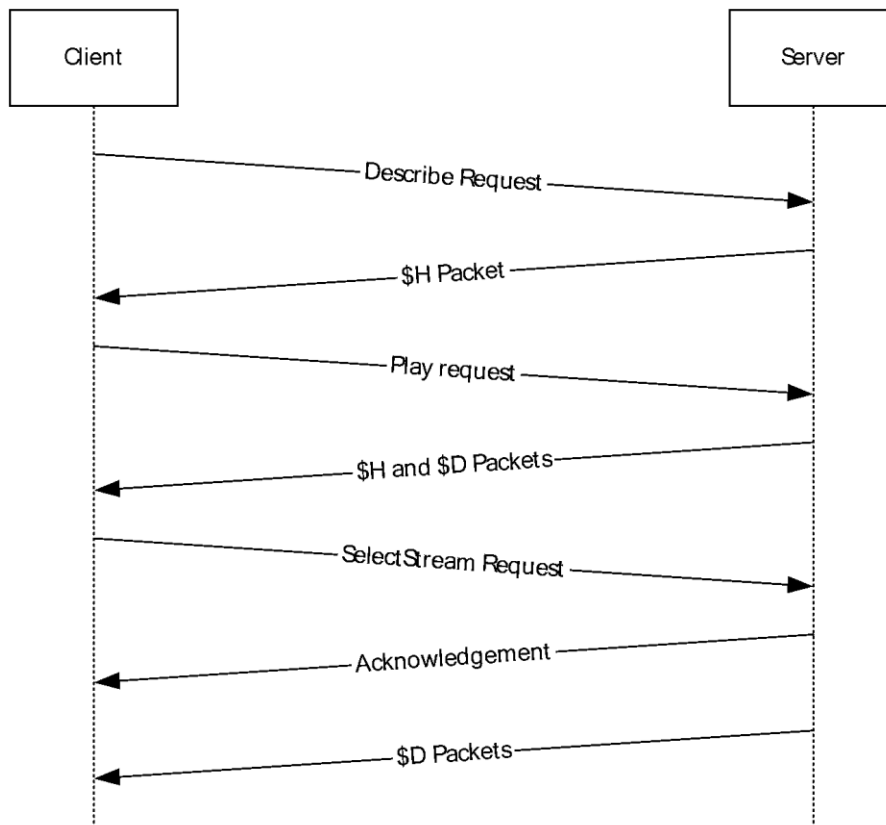 Client
Server
Describe Request
$H Packet
Play request
$H and $D Packets
SelectStream Request
Acknowledgement
$D Packets